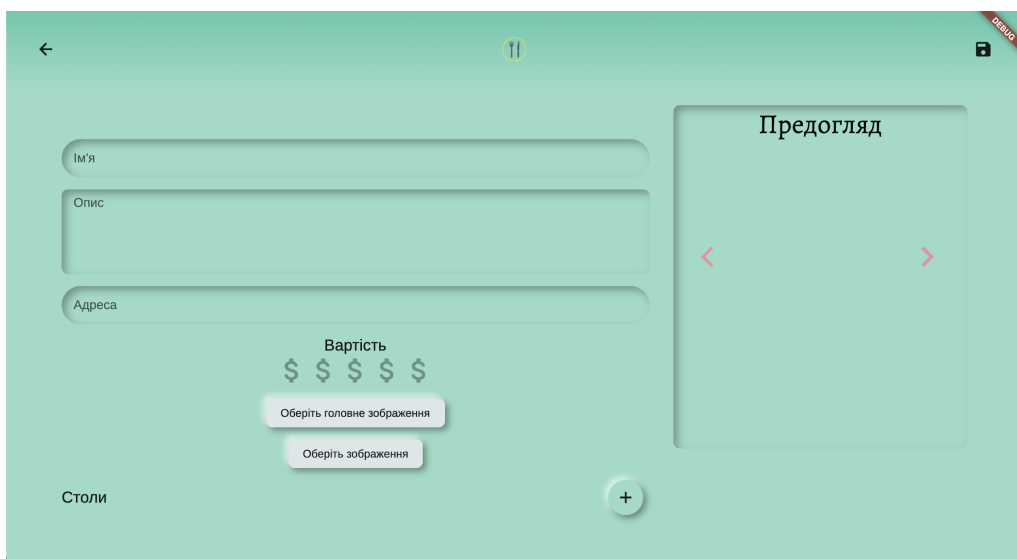 DEBUG
Предогляд
Ім'я
Опис
Адреса
Вартість
$ $ $ $ $
Оберіть головне зображення
Оберіть зображення
Столи
+